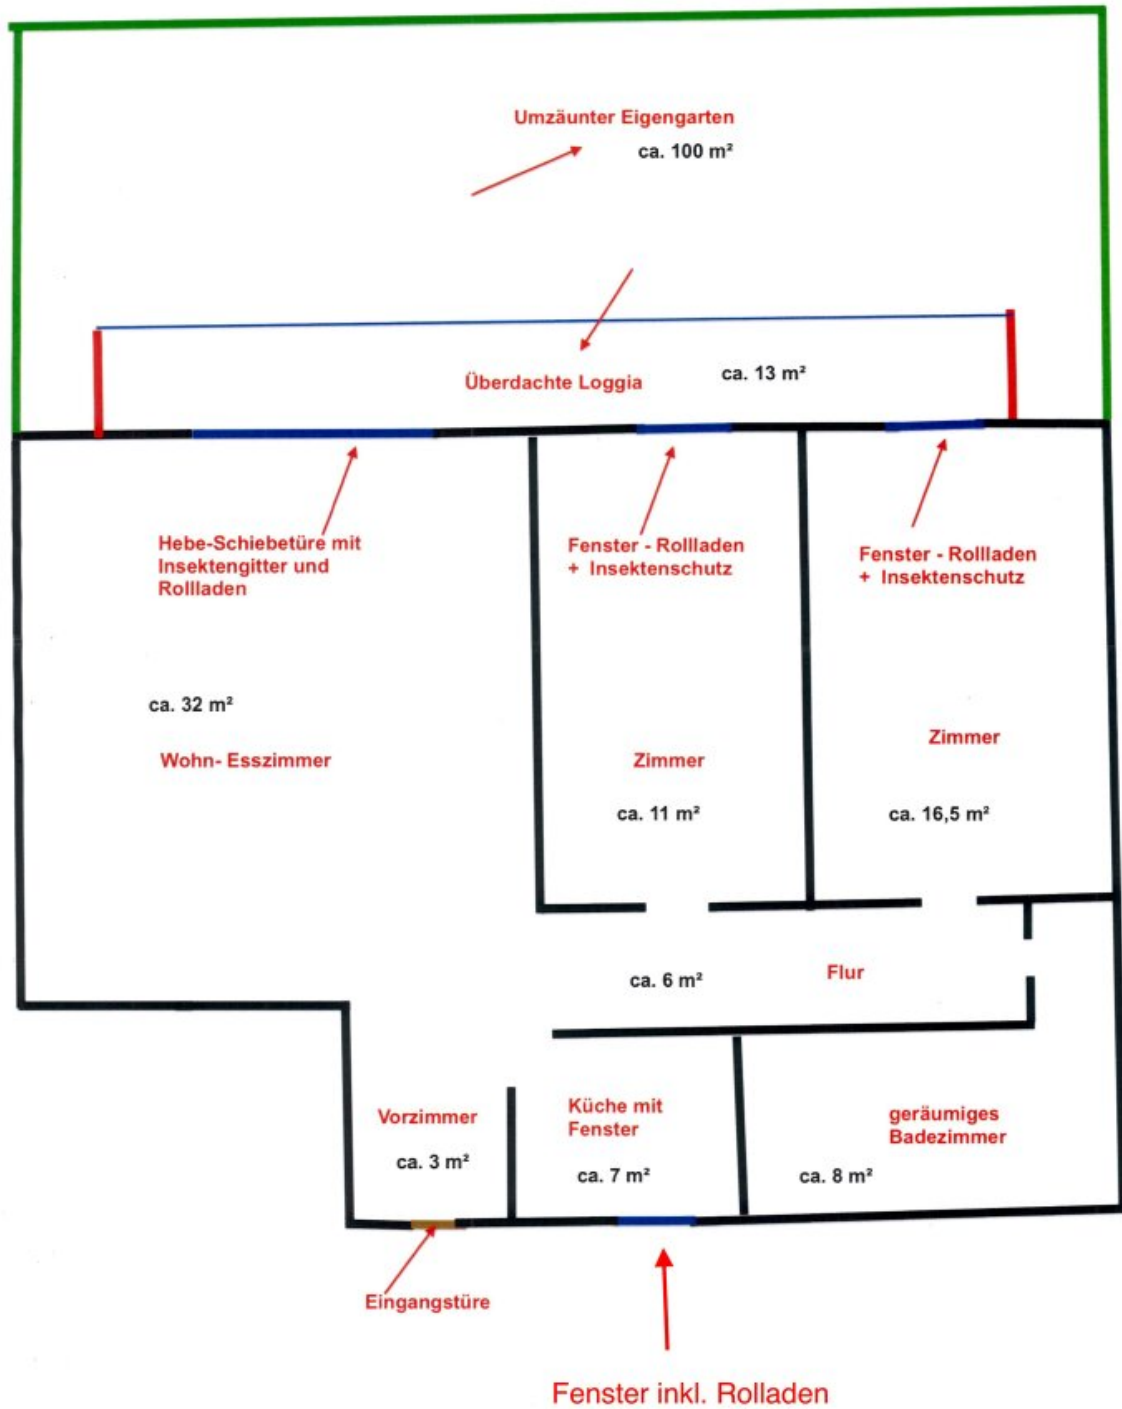 Umzäunter Eigengarten
ca. 100 m²
Überdachte Loggia
ca. 13 m²
Hebe-Schiebetüre mit
Insektengitter und
Rollladen
Fenster - Rollladen
+ Insektenschutz
Fenster - Rollladen
+ Insektenschutz
ca. 32 m²
Wohn- Esszimmer
Zimmer
ca. 11 m²
Zimmer
ca. 16,5 m²
ca. 6 m²
Flur
Vorzimmer
ca. 3 m²
Küche mit
Fenster
ca. 7 m²
geräumiges
Badezimmer
ca. 8 m²
Eingangstüre
Fenster inkl. Rolladen